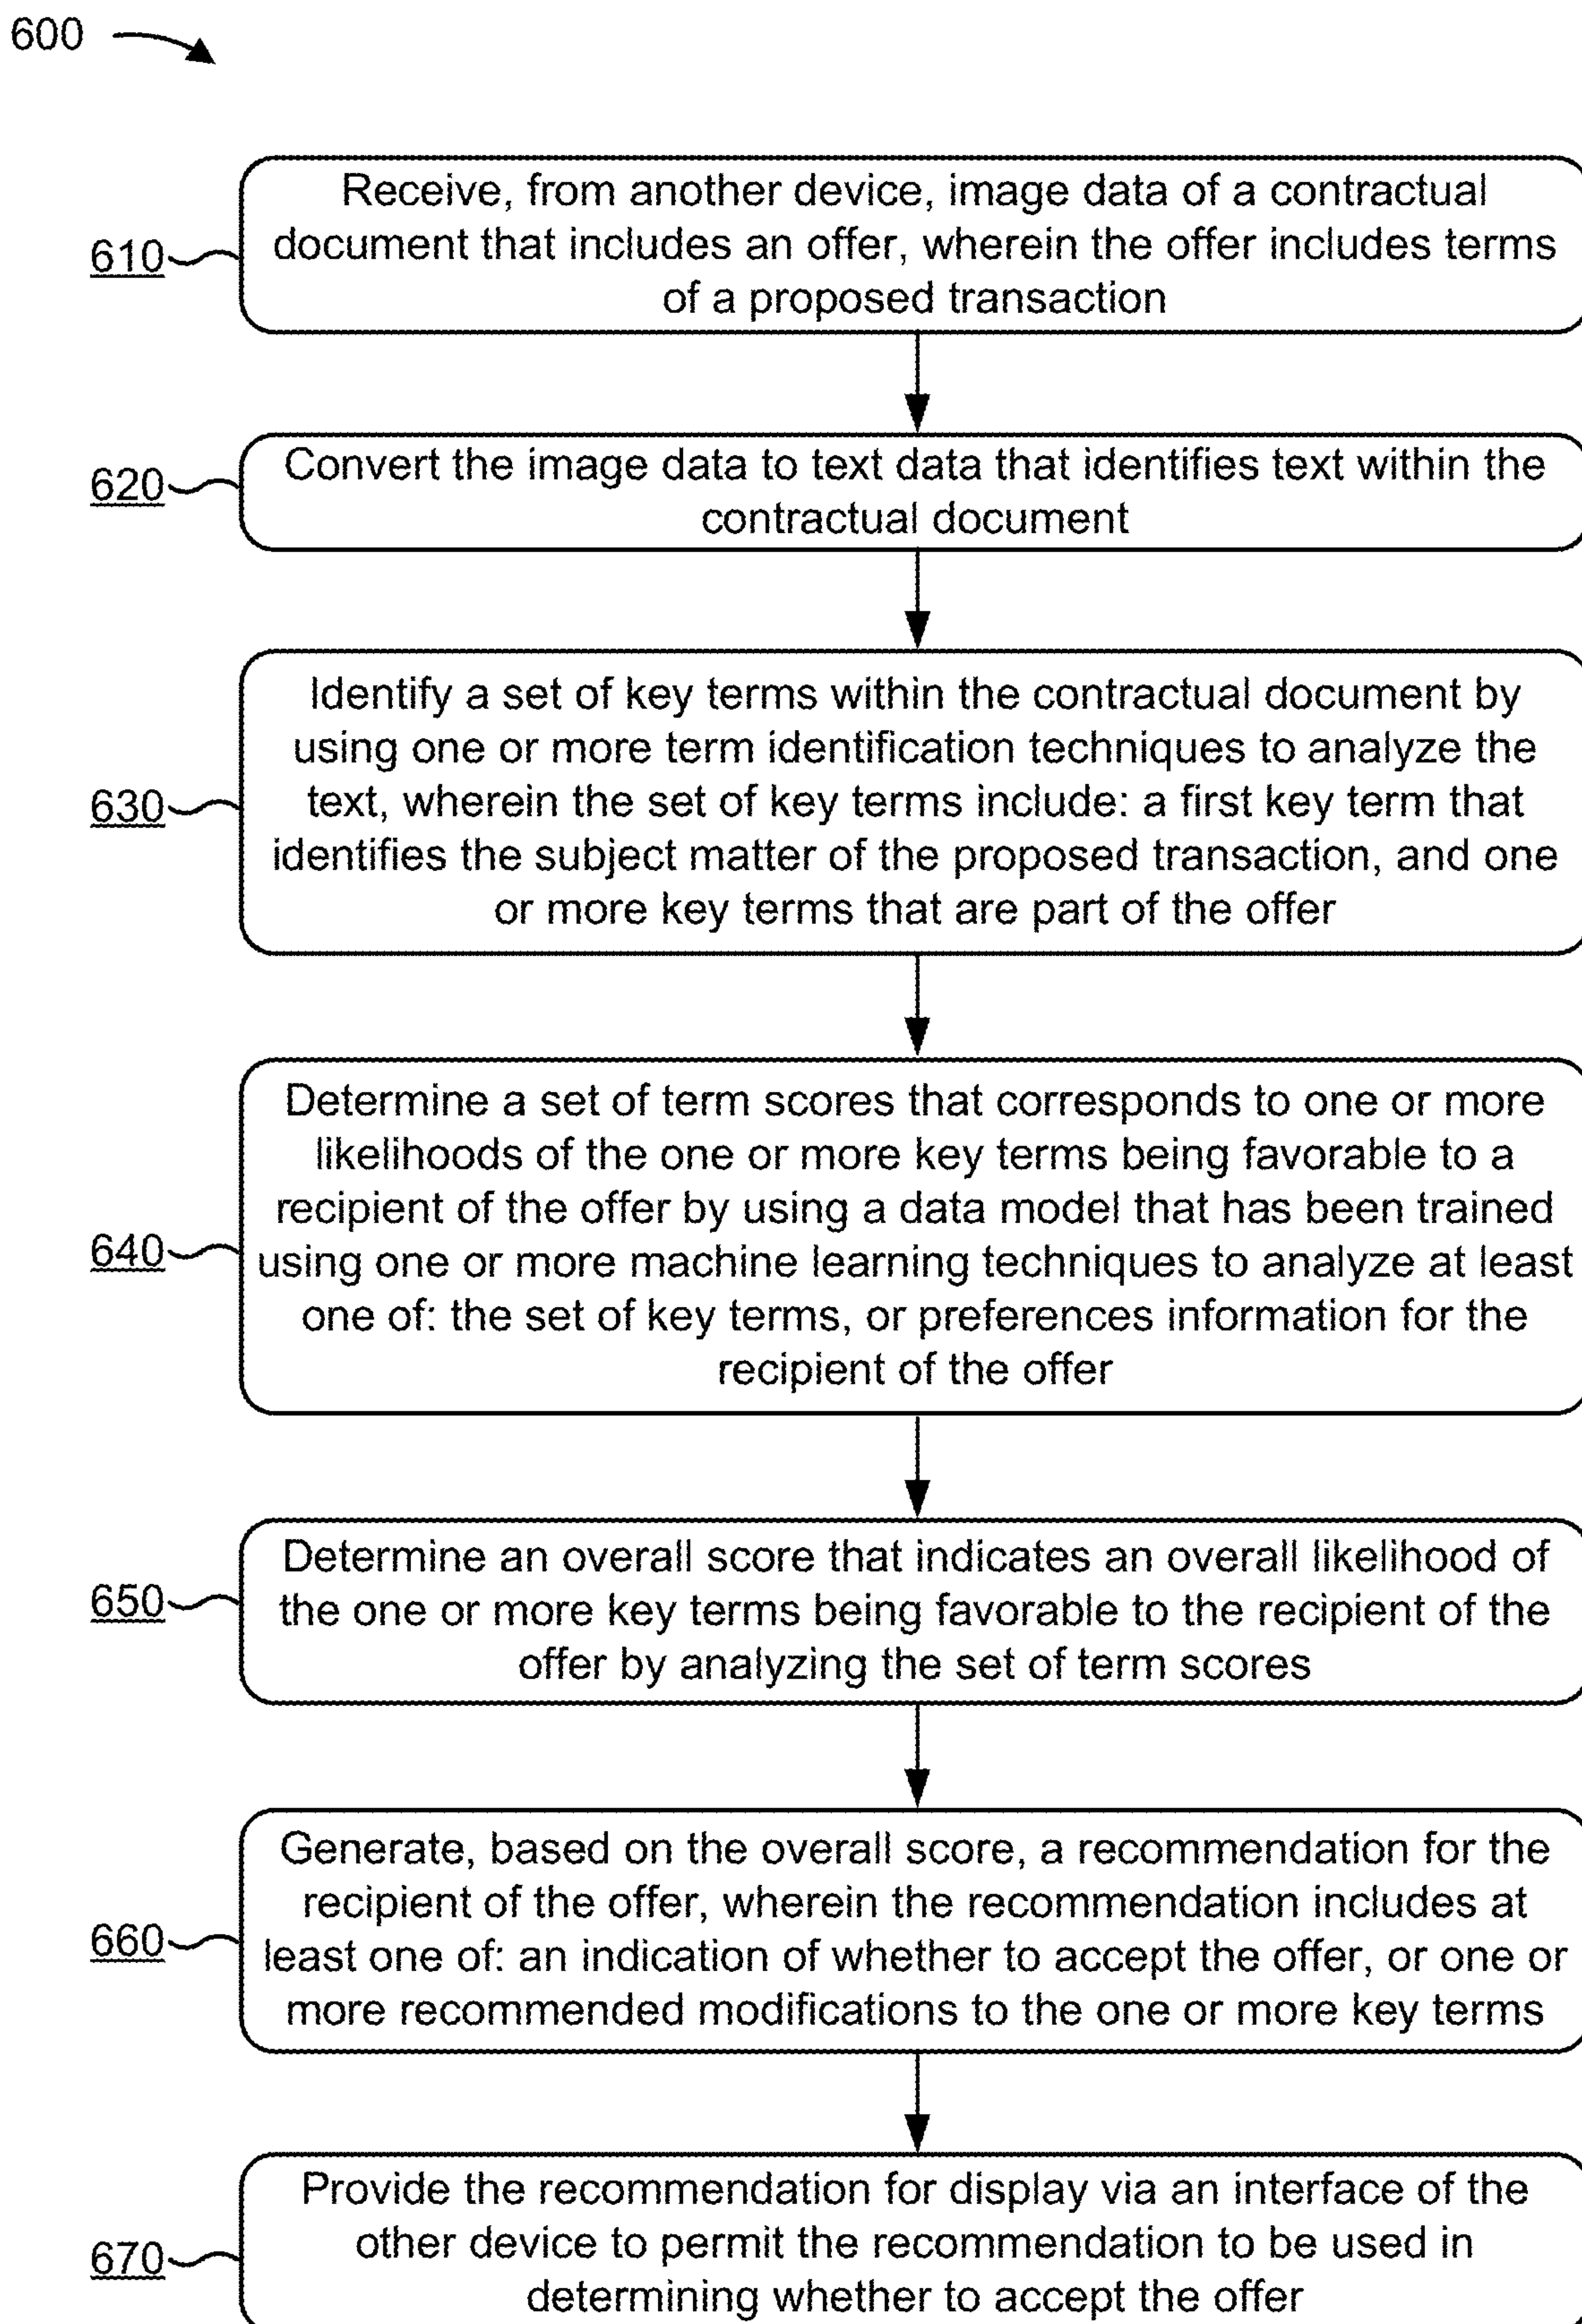 600
Receive, from another device, image data of a contractual
document that includes an offer, wherein the offer includes terms
of a proposed transaction
610
Convert the image data to text data that identifies text within the
contractual document
620
Identify a set of key terms within the contractual document by
using one or more term identification techniques to analyze the
text, wherein the set of key terms include: a first key term that
identifies the subject matter of the proposed transaction, and one
or more key terms that are part of the offer
630
Determine a set of term scores that corresponds to one or more
likelihoods of the one or more key terms being favorable to a
recipient of the offer by using a data model that has been trained
using one or more machine learning techniques to analyze at least
one of: the set of key terms, or preferences information for the
recipient of the offer
640
Determine an overall score that indicates an overall likelihood of
the one or more key terms being favorable to the recipient of the
offer by analyzing the set of term scores
650
Generate, based on the overall score, a recommendation for the
recipient of the offer, wherein the recommendation includes at
least one of: an indication of whether to accept the offer, or one or
more recommended modifications to the one or more key terms
660
Provide the recommendation for display via an interface of the
other device to permit the recommendation to be used in
determining whether to accept the offer
670